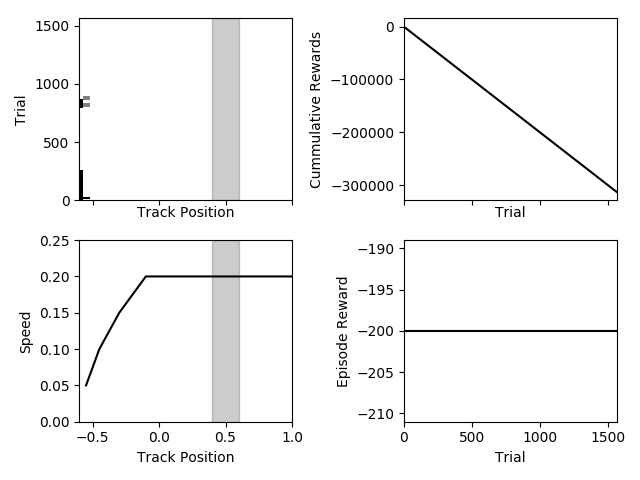 1500
1000
500
0
Trial
Track Position
0
−100000
−200000
−300000
Cummulative Rewards
Trial
0.25
0.20
0.15
0.10
0.05
0.00
Speed
−0.5 0.0 0.5 1.0
Track Position
−190
−195
−200
−205
−210
Episode Reward
0 500 1000 1500
Trial